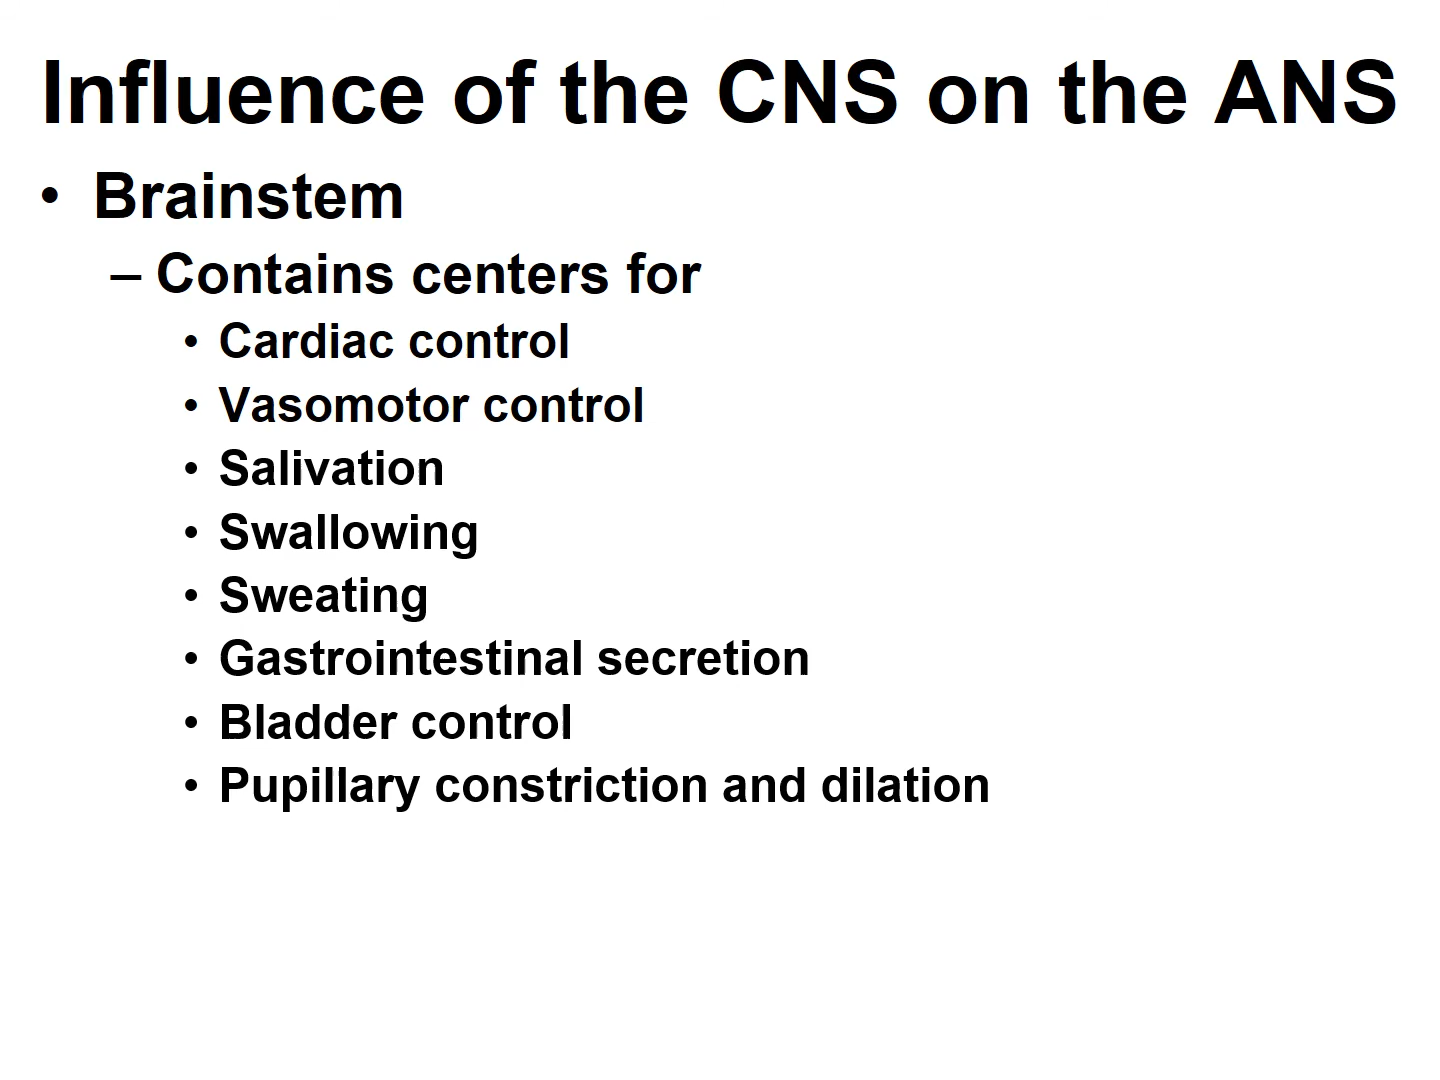 Influence of the CNS on the ANS
• Brainstem
– Contains centers for
• Cardiac control
• Vasomotor control
• Salivation
• Swallowing
• Sweating
• Gastrointestinal secretion
• Bladder control
• Pupillary constriction and dilation